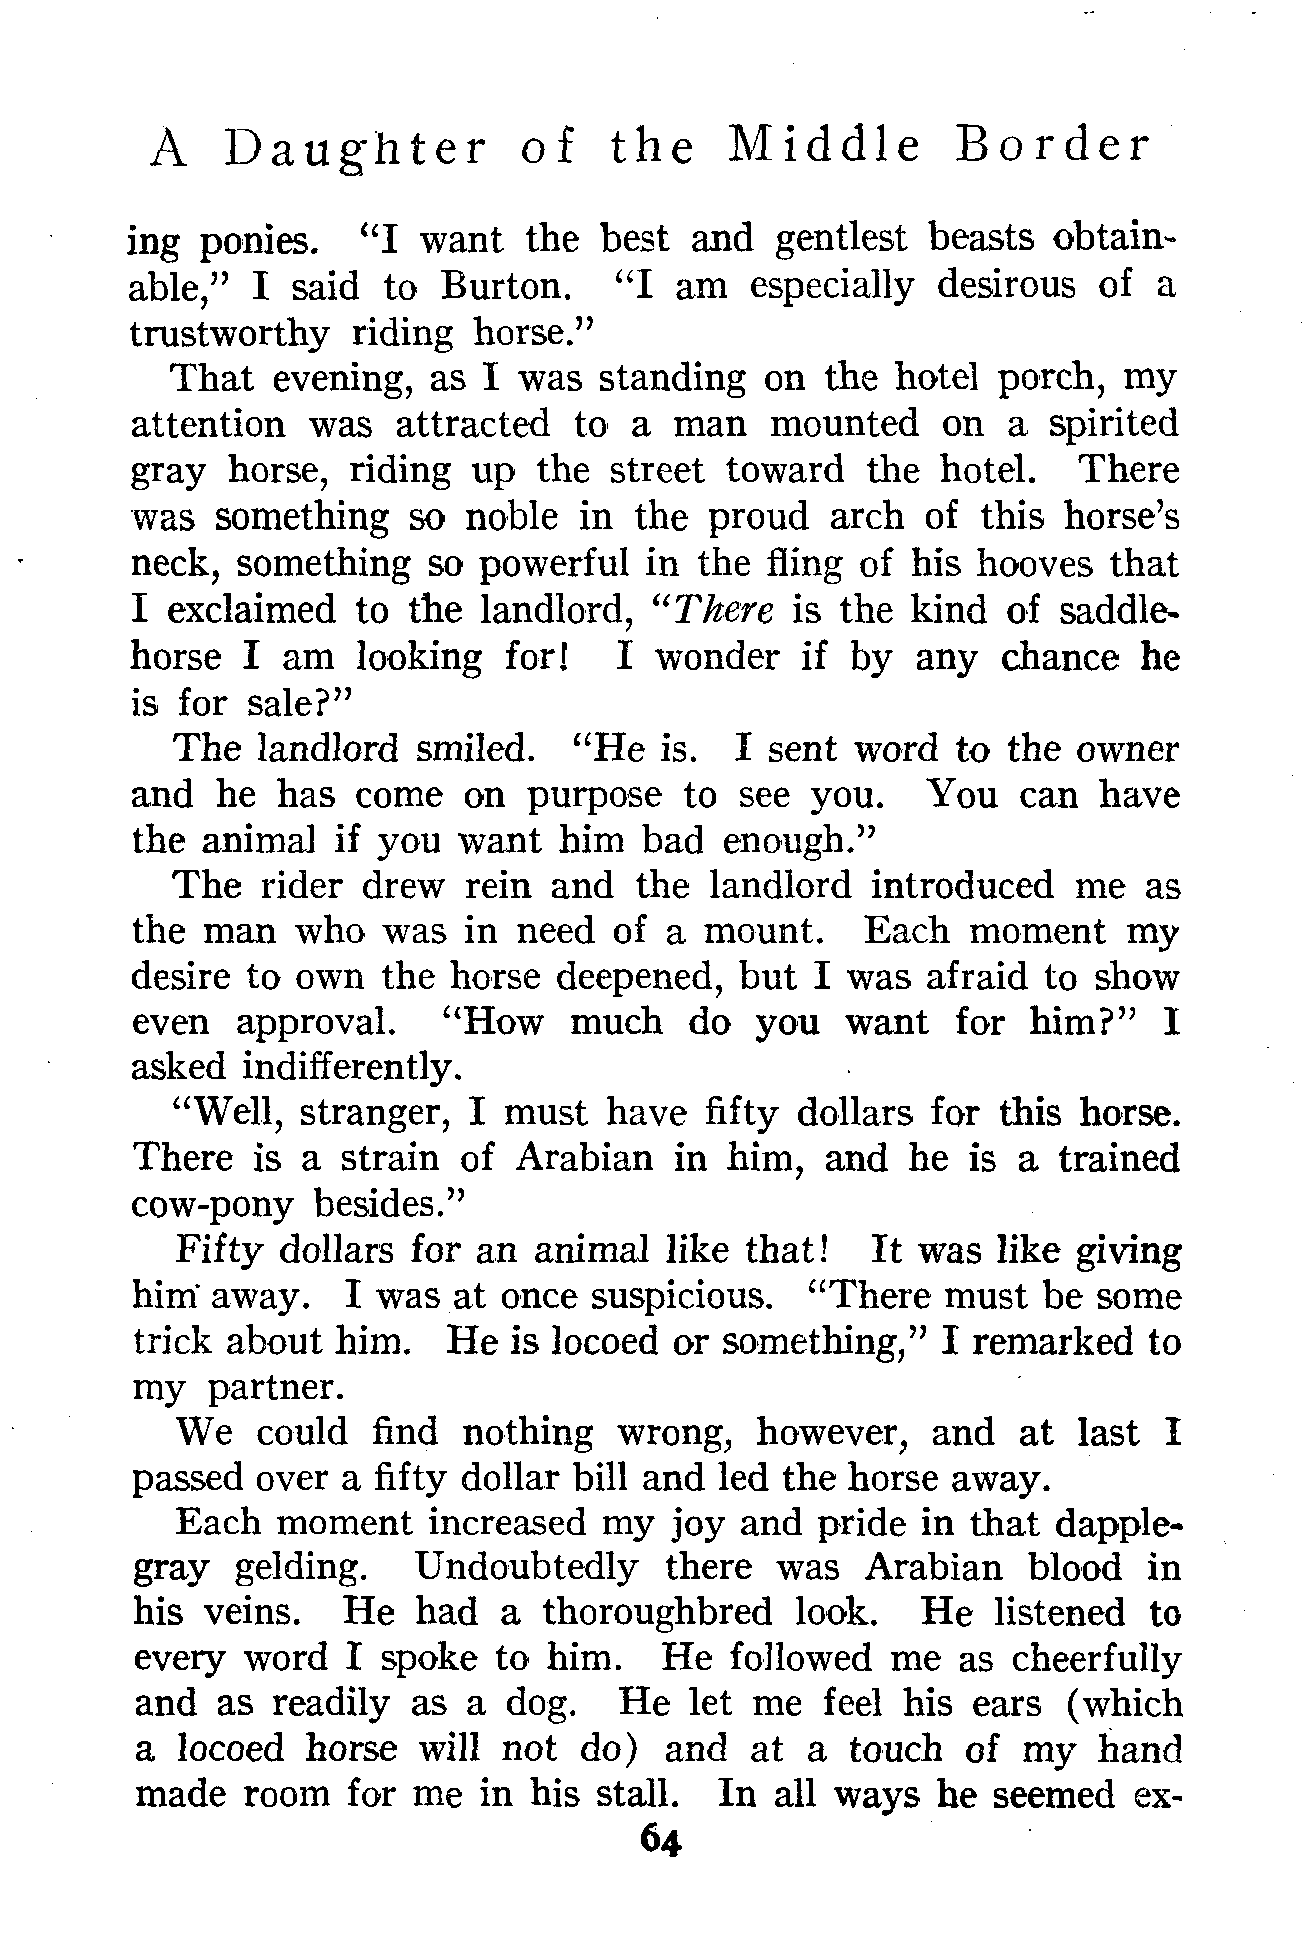 A Daughter of the Middle Border
ing ponies. “I want the best and gentlest beasts obtain-
able,” I said to Burton. “I am especially desirous of a
trustworthy riding horse.”
That evening, as I was standing on the hotel porch, my
attention was attracted to a man mounted on a spirited
gray horse, riding up the street toward the hotel. There
was something so noble in the proud arch of this horse’s
neck, something so powerful in the fling of his hooves that
I exclaimed to the landlord, “There is the kind of saddle-
horse I am looking for! I wonder if by any chance he
is for sale?”
The landlord smiled. “He is. I sent word to the owner
and he has come on purpose to see you. You can have
the animal if you want him bad enough.”
The rider drew rein and the landlord introduced me as
the man who was in need of a mount. Each moment my
desire to own the horse deepened, but I was afraid to show
even approval. “How much do you want for him?” I
asked indifferently.
“Well, stranger, I must have fifty dollars for this horse.
There is a strain of Arabian in him, and he is a trained
cow-pony besides.”
Fifty dollars for an animal like that! It was like giving
him away. I was at once suspicious. “There must be some
trick about him. He is locoed or something,” I remarked to
my partner.
We could find nothing wrong, however, and at last I
passed over a fifty dollar bill and led the horse away.
Each moment increased my joy and pride in that dapple-
gray gelding. Undoubtedly there was Arabian blood in
his veins. He had a thoroughbred look. He listened to
every word I spoke to him. He followed me as cheerfully
and as readily as a dog. He let me feel his ears (which
a locoed horse will not do) and at a touch of my hand
made room for me in his stall. In all ways he seemed ex-
64